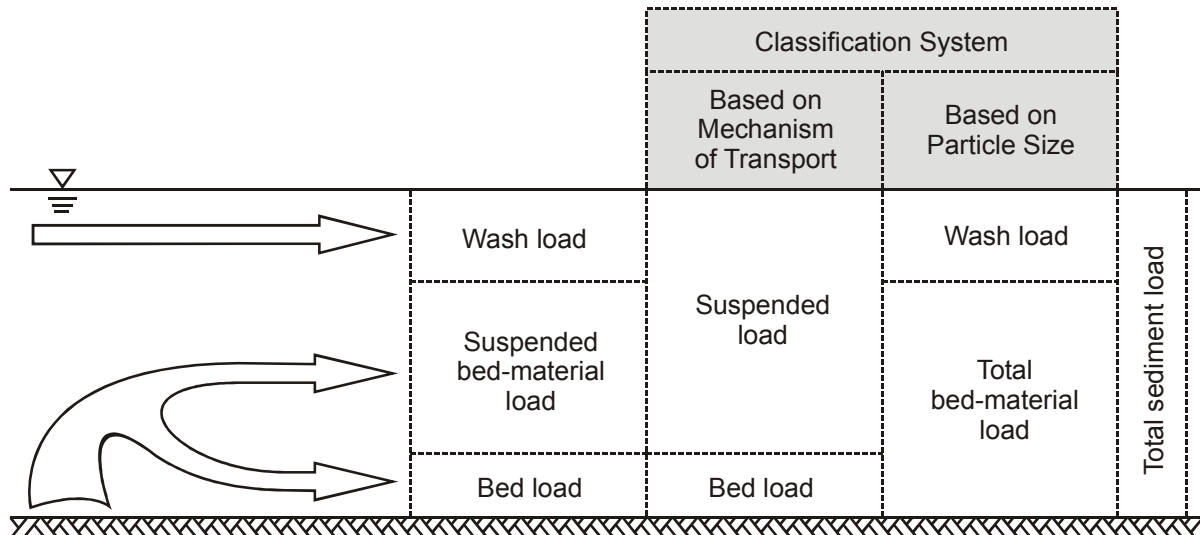 Classification System
Based on
Mechanism
of Transport
Based on
Particle Size
Wash load
Suspended
bed-material
load
Bed load
Suspended
load
Bed load
Wash load
Total
bed-material
load
Total sediment load